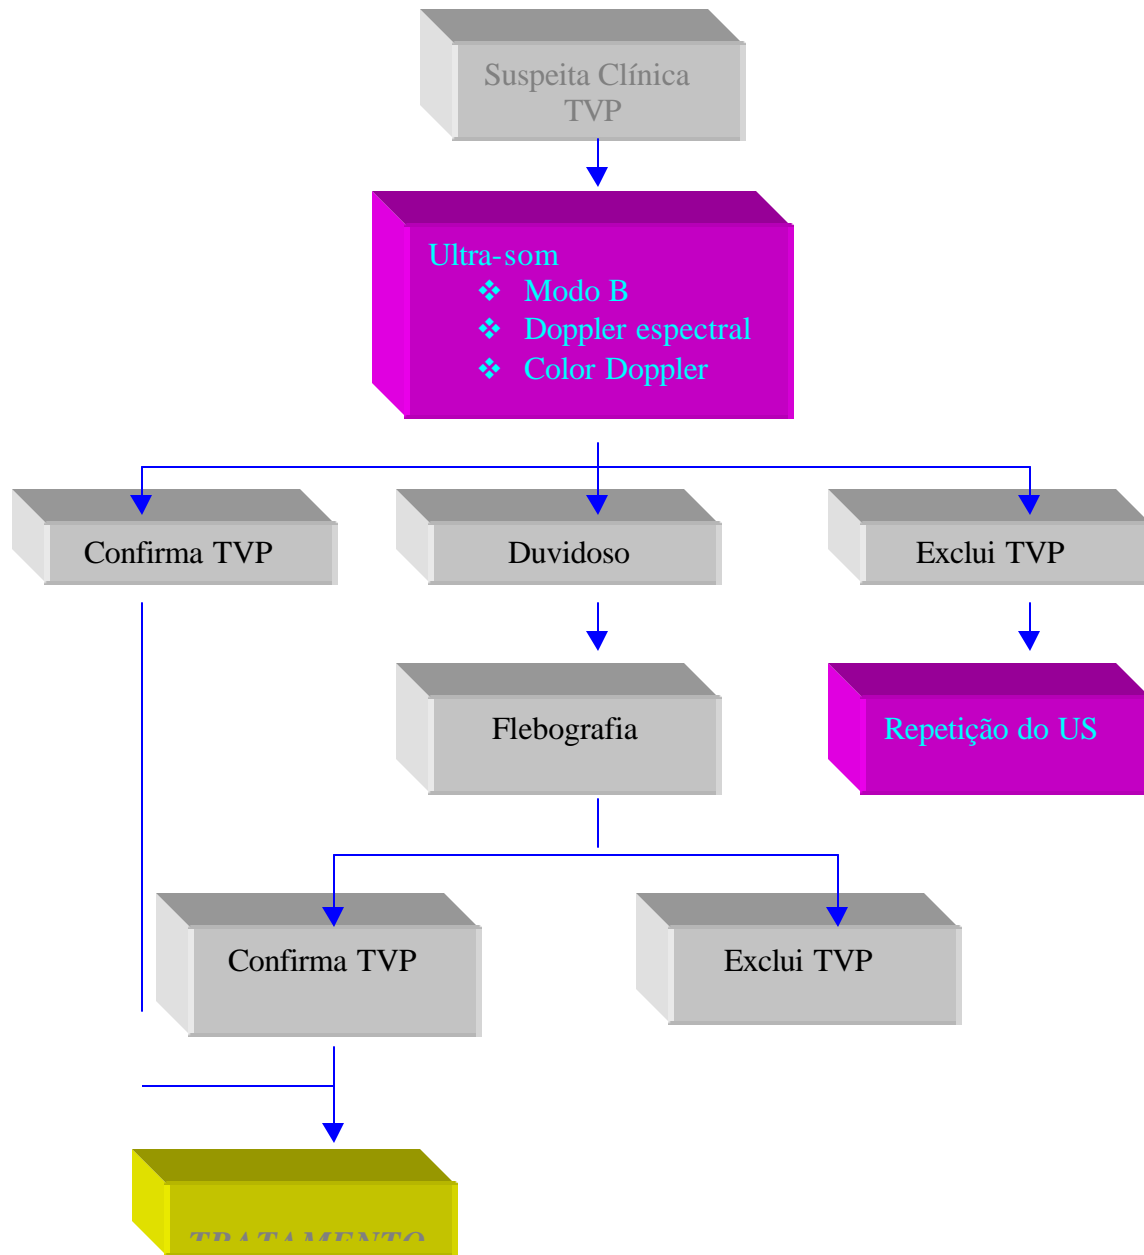 Suspeita Clínica
TVP
Ultra-som
❖ Modo B
❖ Doppler espectral
❖ Color Doppler
Confirma TVP
Duvidoso
Exclui TVP
Flebografia
Repetição do US
Confirma TVP
Exclui TVP
TRATAMENTO